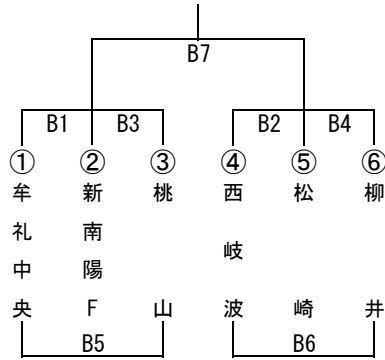 B7
B1 B3 B2 B4
① ② ③ ④ ⑤ ⑥
牟礼中央
新南陽F
桃山
西岐波
松崎
柳井
B5 B6